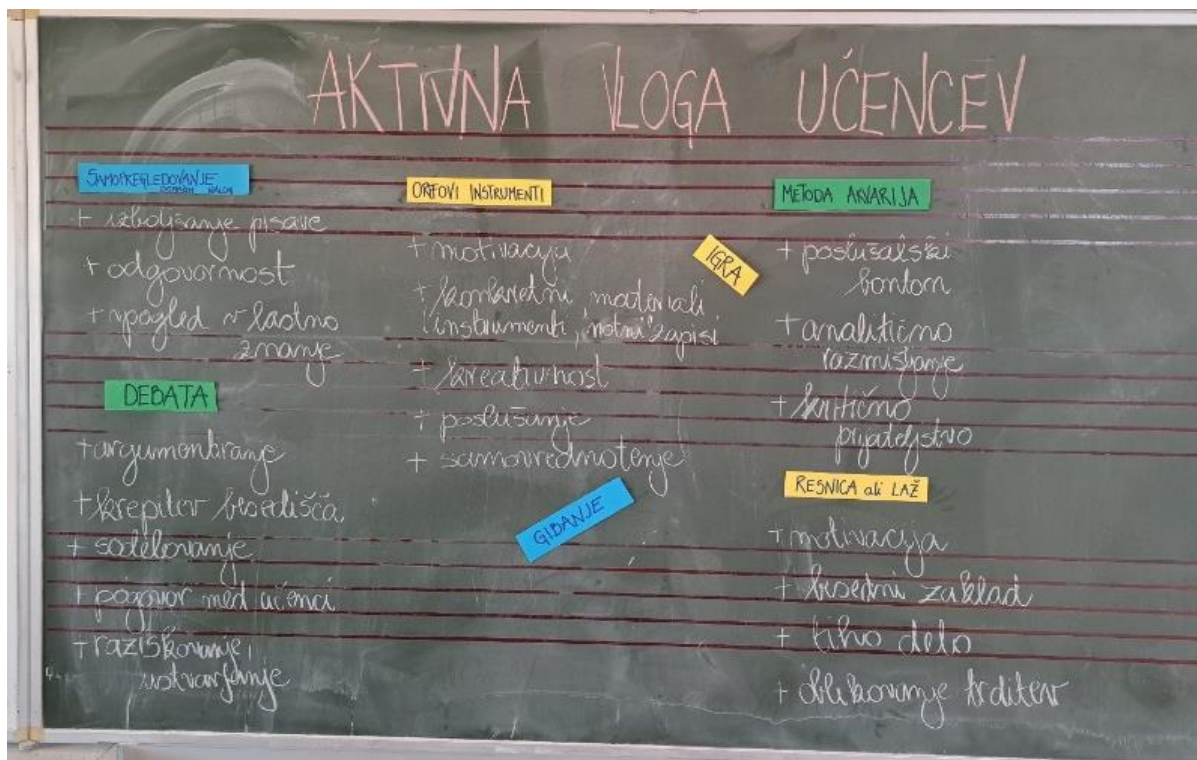 AKTIVNA VLOGA UČENCEV
SAMOPREGLEDOVANJE
+ izboljšanje pisave
+ odgovornost
+ vpogled v lastno
znanje
DEBATA
+ argumentiranje
+ krepitev besedišča
+ sodelovanje
+ pogovor med učenci
+ raziskovanje,
ustvarjanje
ORFOVI INSTRUMENTI
+ motivacija
+ konkretni materiali
instrumenti, notni zapisi
+ kreativnost
+ poslušanje
+ samovrednotenje
GIBANJE
IGRA
METODA AKVARIJA
+ poslušalski
bonton
+ analitično
razmišljanje
+ kritično
prijateljstvo
RESNICA ali LAŽ
+ motivacija
+ besedni zaklad
+ tiho delo
+ oblikovanje trditev